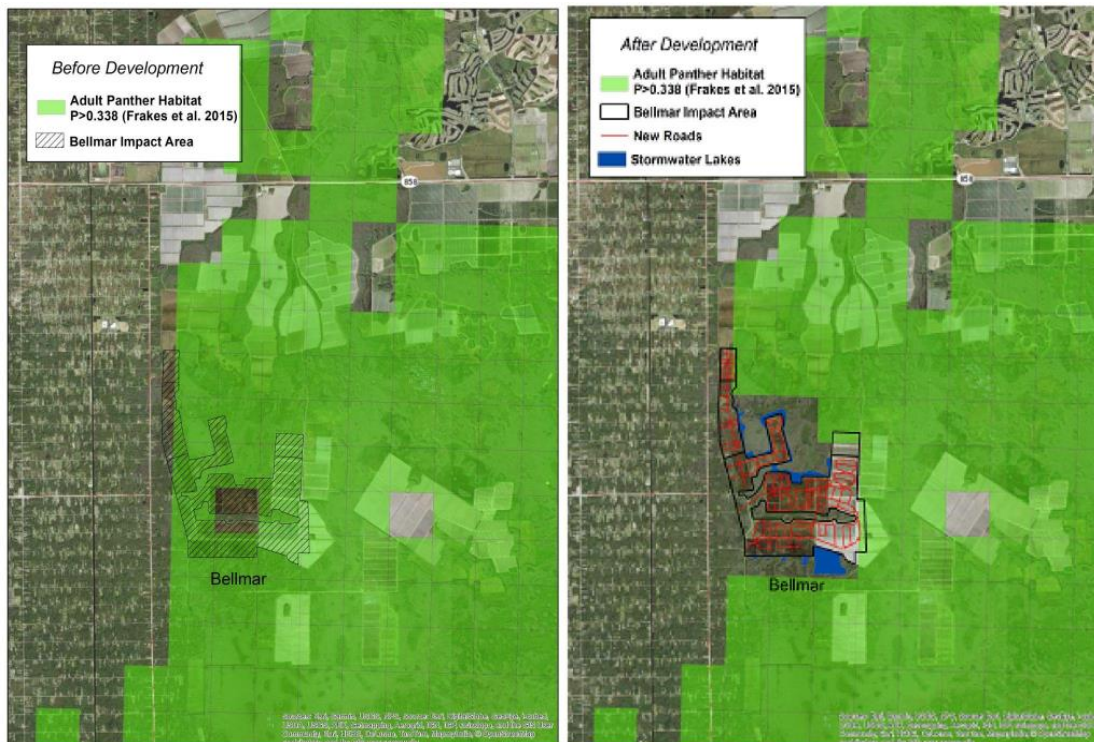 Before Development
Adult Panther Habitat
P>0.338 (Frakes et al. 2015)
Bellmar Impact Area
858
Bellmar
After Development
Adult Panther Habitat
P>0.338 (Frakes et al. 2015)
Bellmar Impact Area
New Roads
Stormwater Lakes
858
Bellmar